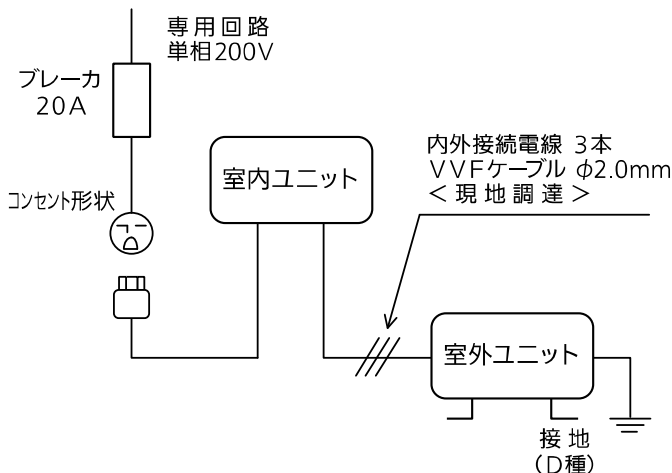 専用回路
単相200V
ブレーカ
20A
コンセント形状
室内ユニット
内外接続電線 3本
VVFケーブル φ2.0mm
＜現地調達＞
室外ユニット
接地
(D種)